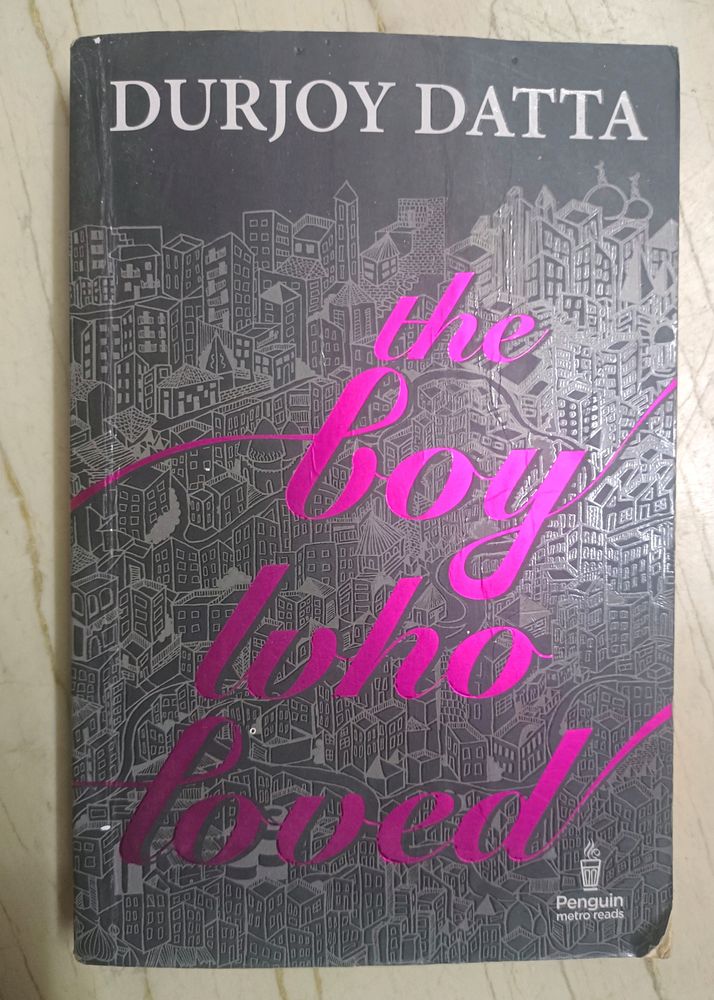 DURJOY DATTA
the
boy
who
loved
Penguin
metro reads